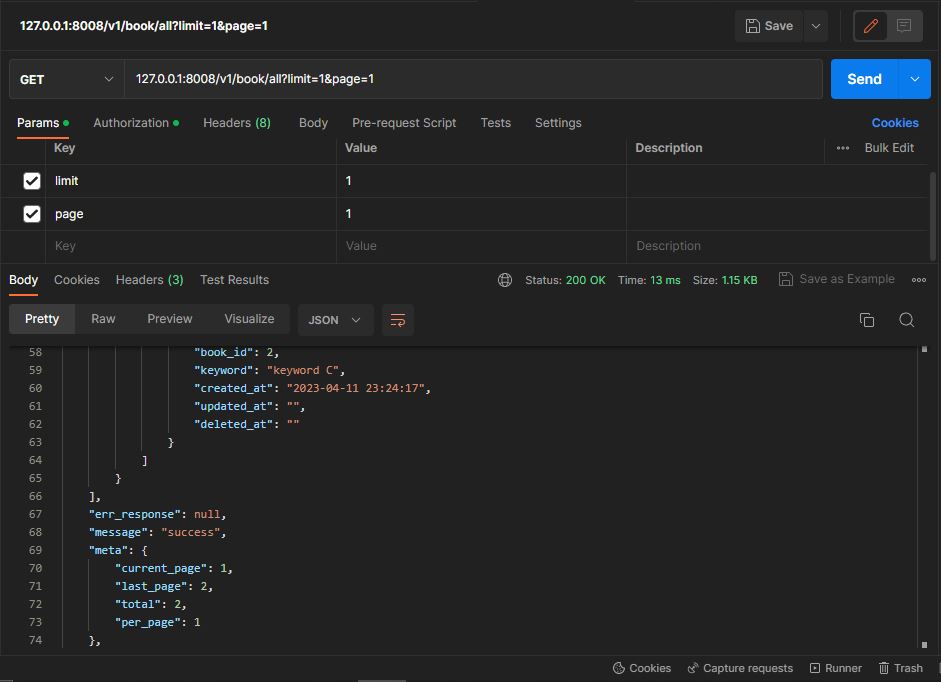 127.0.0.1:8008/v1/book/all?limit=1&page=1 Save
GET 127.0.0.1:8008/v1/book/all?limit=1&page=1 Send
Params Authorization Headers (8) Body Pre-request Script Tests Settings Cookies
Key Value Description ••• Bulk Edit
limit 1
page 1
Key Value Description
Body Cookies Headers (3) Test Results Status: 200 OK Time: 13 ms Size: 1.15 KB Save as Example
Pretty Raw Preview Visualize JSON
58 "book_id": 2,
59 "keyword": "keyword C",
60 "created_at": "2023-04-11 23:24:17",
61 "updated_at": "",
62 "deleted_at": ""
63 }
64 ]
65 }
66 ],
67 "err_response": null,
68 "message": "success",
69 "meta": {
70 "current_page": 1,
71 "last_page": 2,
72 "total": 2,
73 "per_page": 1
74 },
Cookies Capture requests Runner Trash